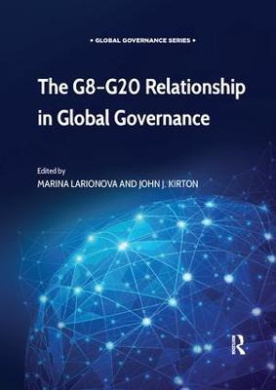 • GLOBAL GOVERNANCE SERIES •
The G8–G20 Relationship
in Global Governance
Edited by
MARINA LARIONOVA AND JOHN J. KIRTON
R
ROUTLEDGE